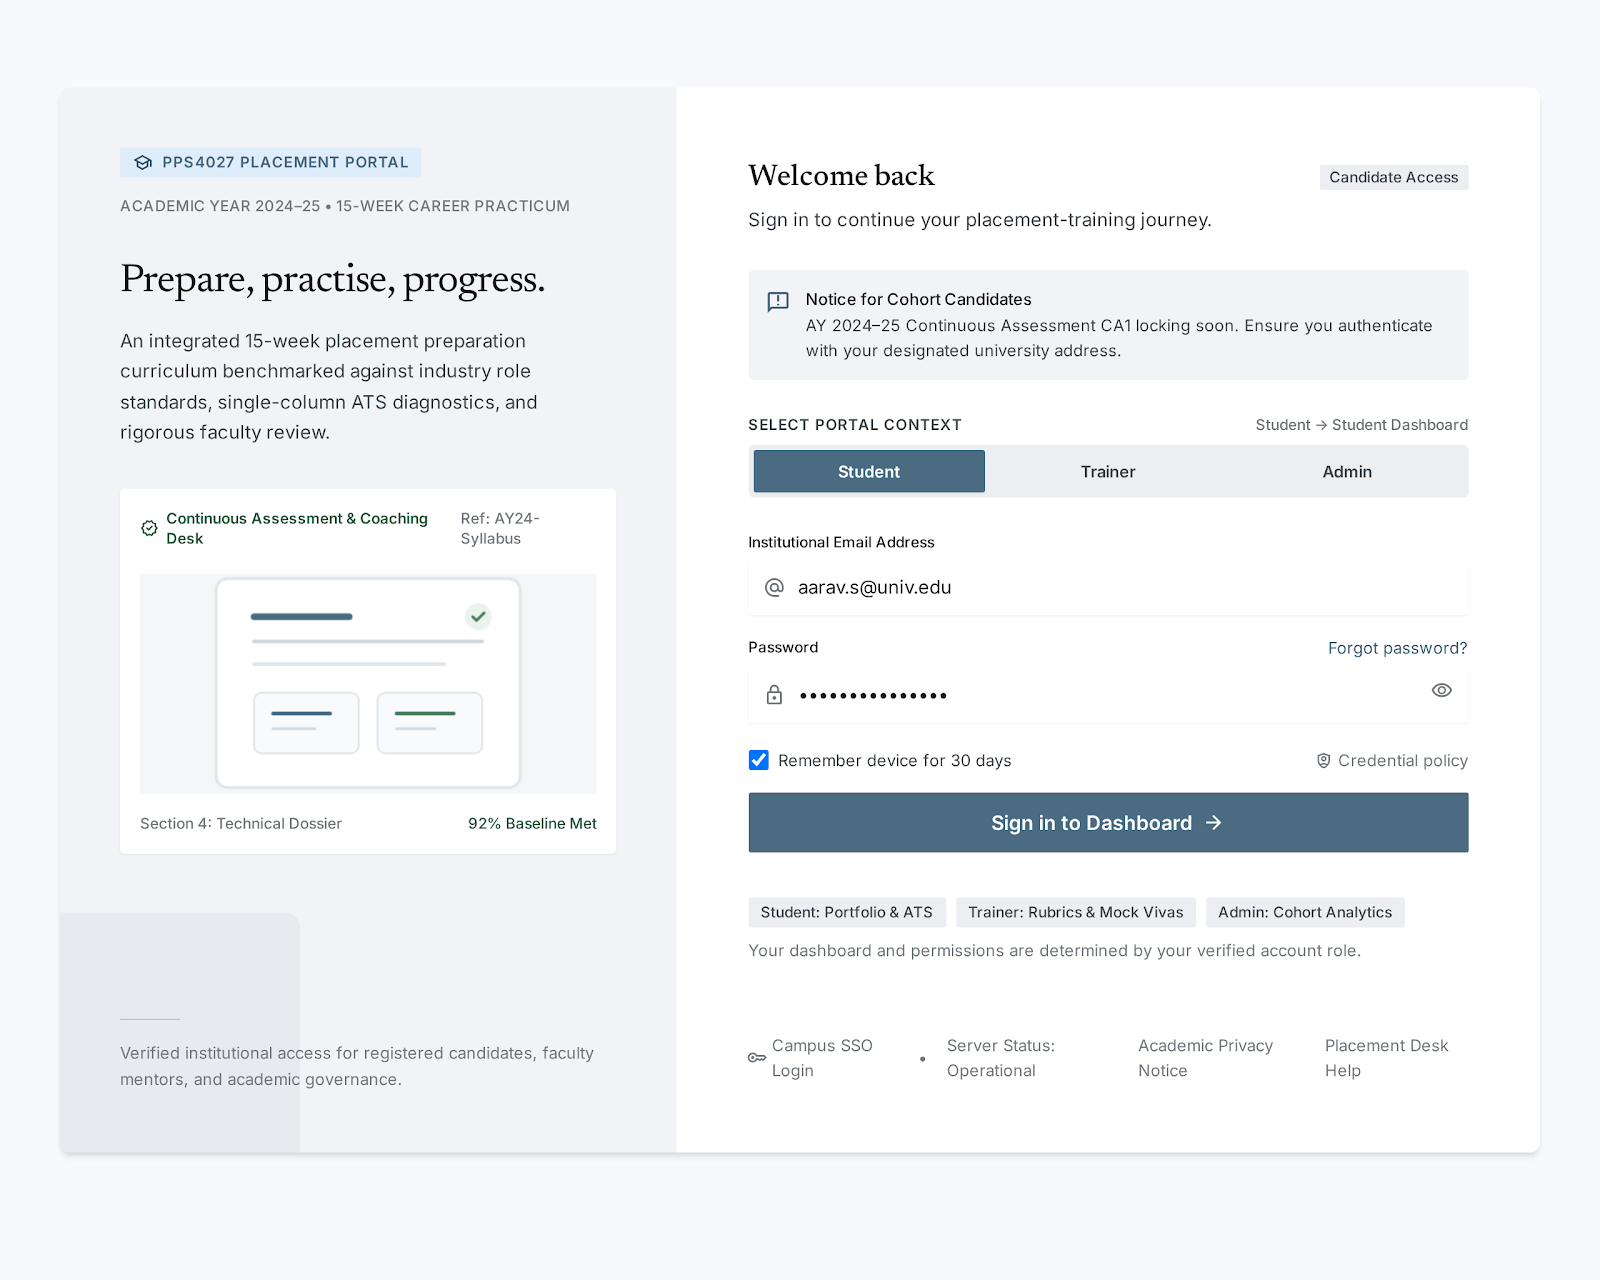 PPS4027 PLACEMENT PORTAL
ACADEMIC YEAR 2024–25 • 15-WEEK CAREER PRACTICUM
Prepare, practise, progress.
An integrated 15-week placement preparation
curriculum benchmarked against industry role
standards, single-column ATS diagnostics, and
rigorous faculty review.
Continuous Assessment & Coaching
Desk
Ref: AY24-
Syllabus
Section 4: Technical Dossier
92% Baseline Met
Verified institutional access for registered candidates, faculty
mentors, and academic governance.
Welcome back
Candidate Access
Sign in to continue your placement-training journey.
Notice for Cohort Candidates
AY 2024–25 Continuous Assessment CA1 locking soon. Ensure you authenticate
with your designated university address.
SELECT PORTAL CONTEXT
Student → Student Dashboard
Student
Trainer
Admin
Institutional Email Address
aarav.s@univ.edu
Password
Forgot password?
•••••••••••••••
Remember device for 30 days
Credential policy
Sign in to Dashboard →
Student: Portfolio & ATS
Trainer: Rubrics & Mock Vivas
Admin: Cohort Analytics
Your dashboard and permissions are determined by your verified account role.
Campus SSO
Login
• Server Status:
Operational
Academic Privacy
Notice
Placement Desk
Help